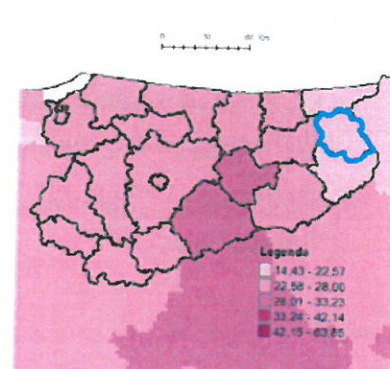 Legenda
14,43 - 22,57
22,58 - 28,00
28,01 - 33,23
33,24 - 42,14
42,15 - 63,85